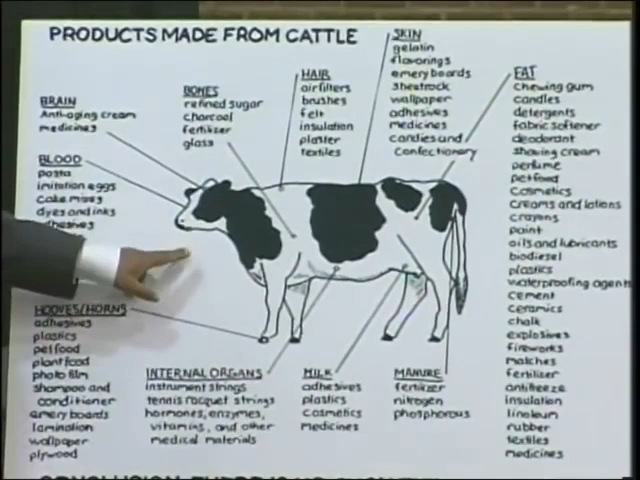 PRODUCTS MADE FROM CATTLE
BRAIN
Anti-aging cream
medicines
BLOOD
pasta
imitation eggs
cake mixes
dyes and inks
adhesives
BONES
refined sugar
charcoal
fertilizer
glass
HAIR
air filters
brushes
felt
insulation
plaster
textiles
SKIN
gelatin
flavorings
emery boards
sheetrock
wallpaper
adhesives
medicines
candies and
confectionary
FAT
chewing gum
candles
detergents
fabric softener
deodorant
shaving cream
perfume
pet food
cosmetics
creams and lotions
crayons
paint
oils and lubricants
biodiesel
plastics
waterproofing agents
cement
ceramics
chalk
explosives
fireworks
matches
fertilizer
antifreeze
insulation
linoleum
rubber
textiles
medicines
HOOVES/HORNS
adhesives
plastics
pet food
plant food
photo film
shampoo and
conditioner
emery boards
lamination
wallpaper
plywood
INTERNAL ORGANS
instrument strings
tennis racquet strings
hormones, enzymes,
vitamins, and other
medical materials
MILK
adhesives
plastics
cosmetics
medicines
MANURE
fertilizer
nitrogen
phosphorous